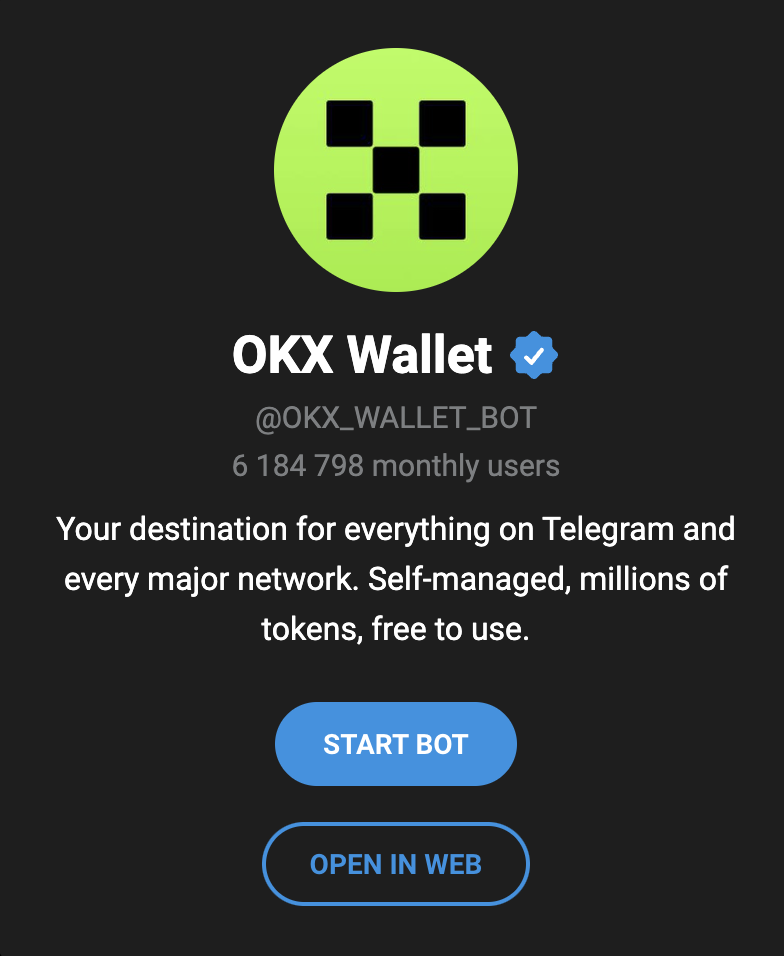 OKX Wallet
@OKX_WALLET_BOT
6 184 798 monthly users
Your destination for everything on Telegram and
every major network. Self-managed, millions of
tokens, free to use.
START BOT
OPEN IN WEB